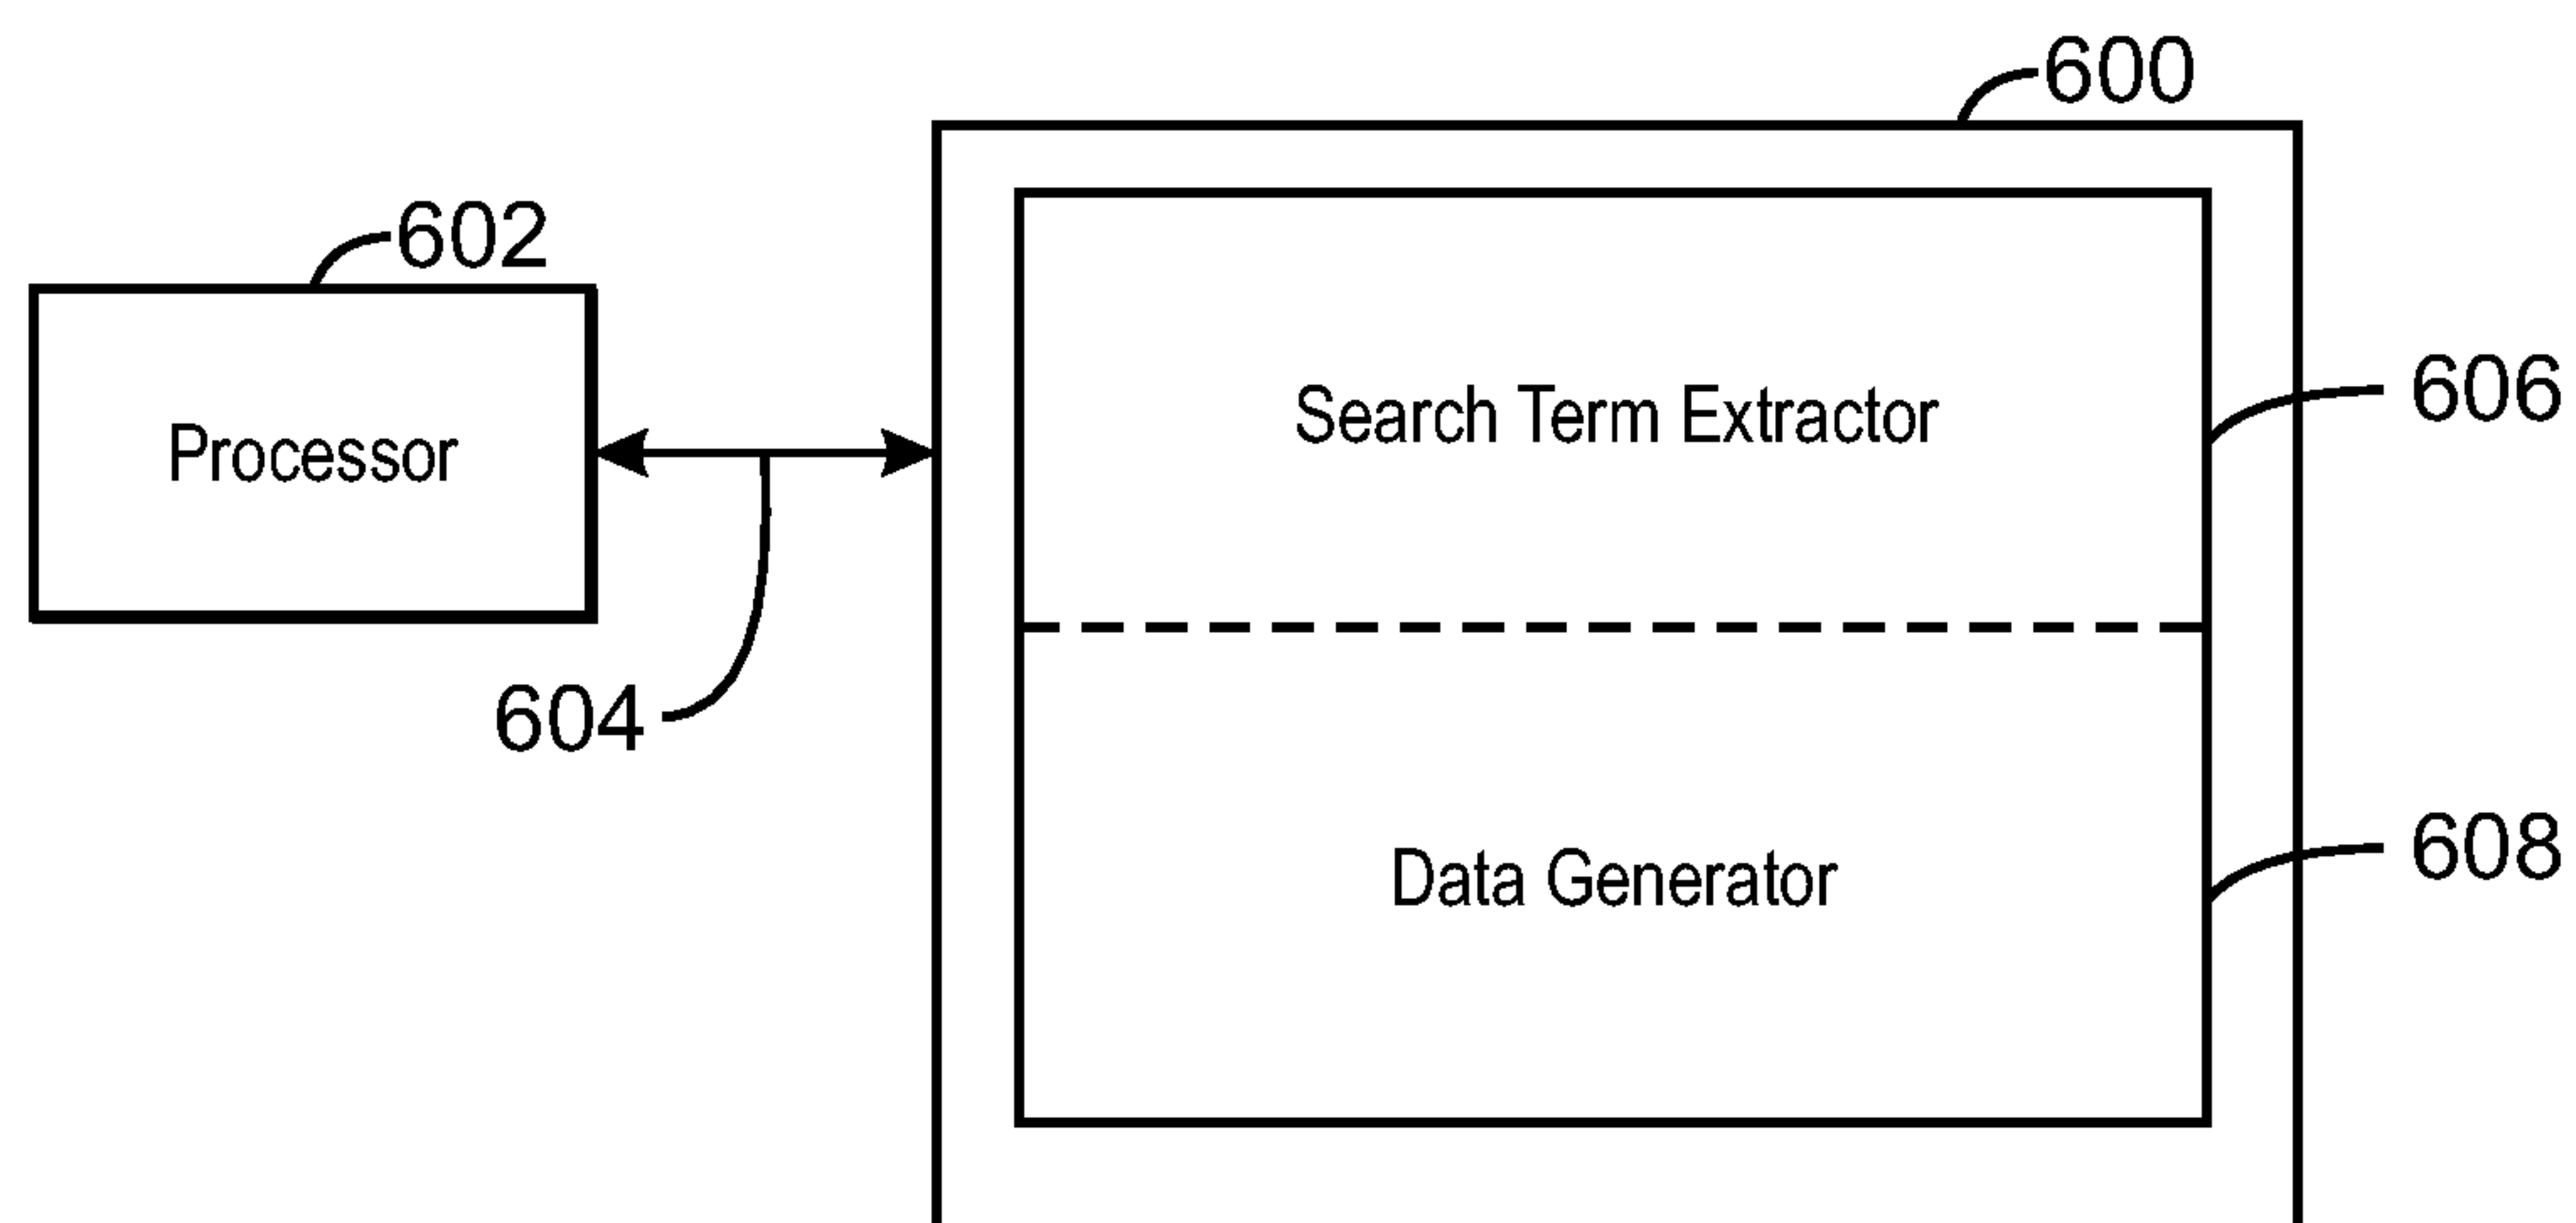 600
602
Processor
Search Term Extractor
606
604
Data Generator
608